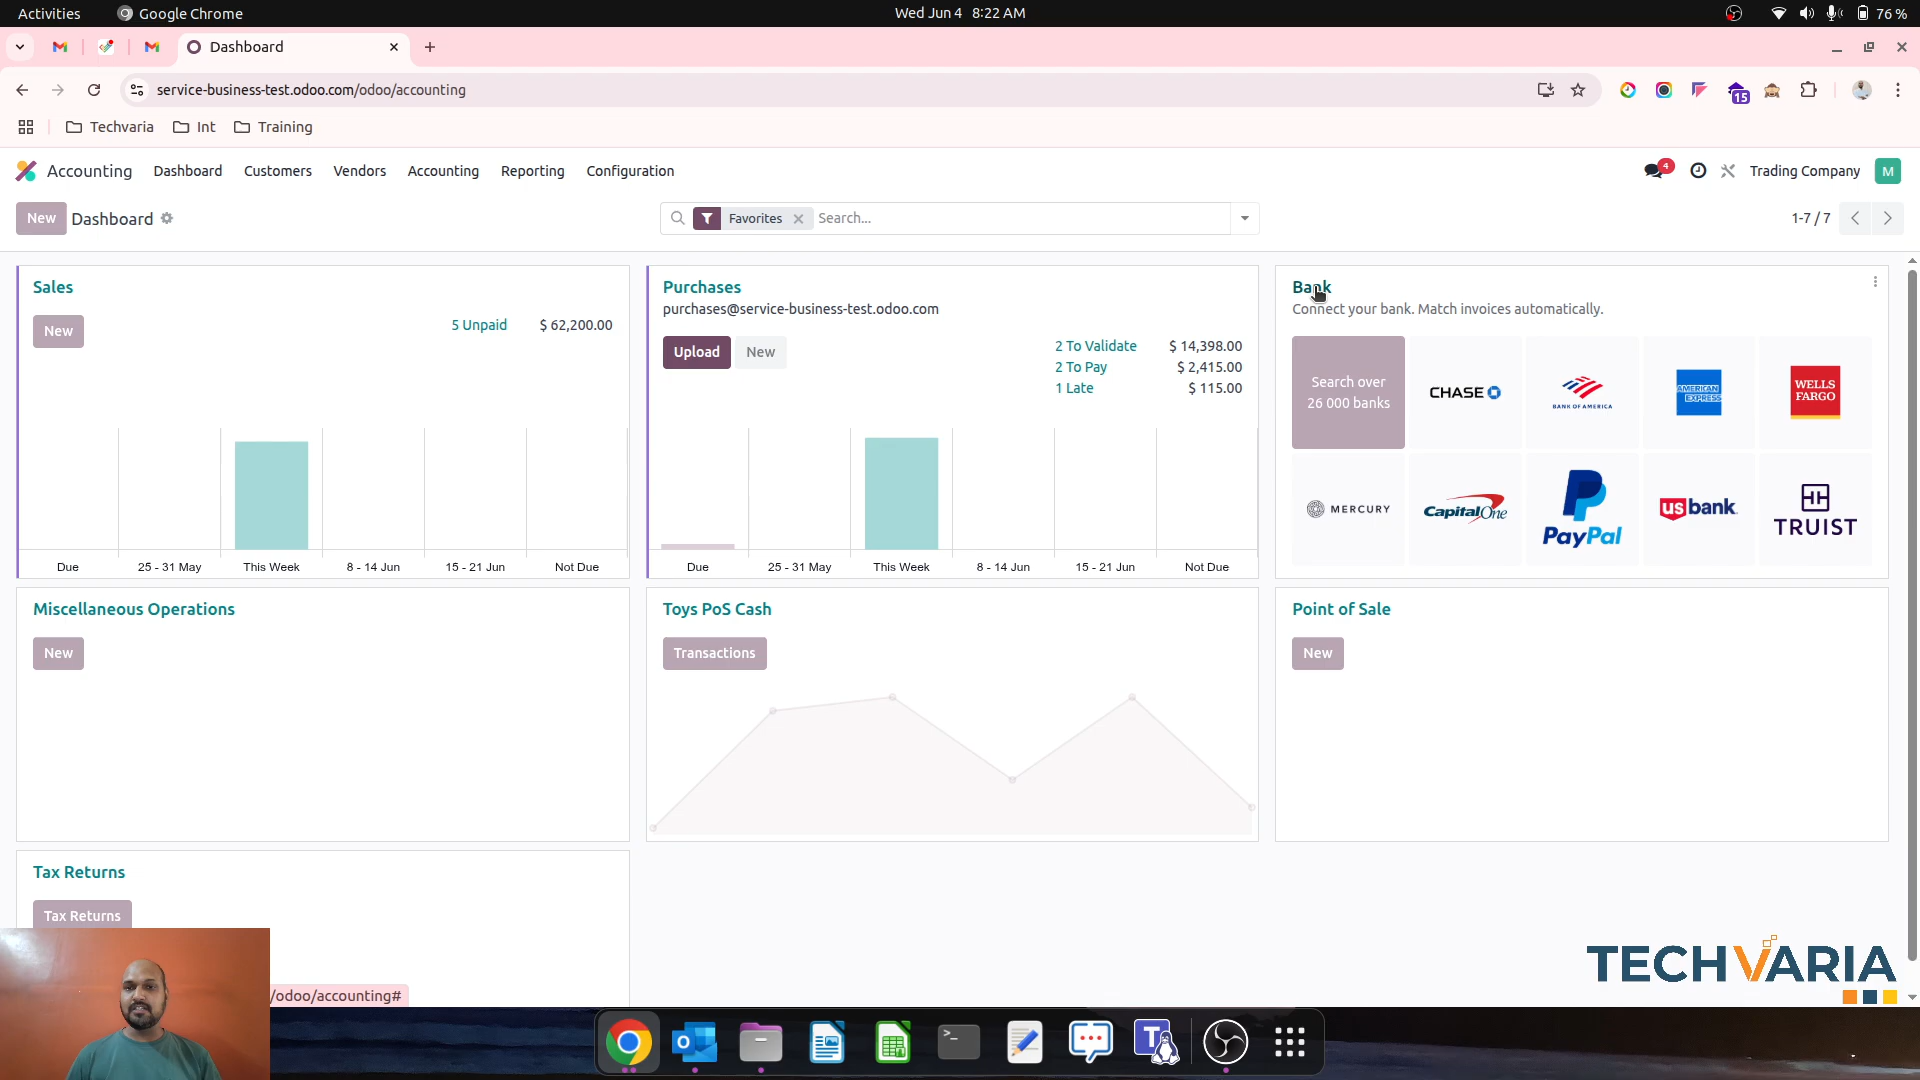 Activities
Google Chrome
Wed Jun 4 8:22 AM
76 %
Dashboard
service-business-test.odoo.com/odoo/accounting
15
Techvaria
Int
Training
Accounting
Dashboard
Customers
Vendors
Accounting
Reporting
Configuration
4
Trading Company
M
New
Dashboard
Favorites
Search...
1-7 / 7
Sales
New
5 Unpaid $ 62,200.00
Due
25 - 31 May
This Week
8 - 14 Jun
15 - 21 Jun
Not Due
Purchases
purchases@service-business-test.odoo.com
Upload
New
2 To Validate $ 14,398.00
2 To Pay $ 2,415.00
1 Late $ 115.00
Due
25 - 31 May
This Week
8 - 14 Jun
15 - 21 Jun
Not Due
Bank
Connect your bank. Match invoices automatically.
Search over
26 000 banks
CHASE
BANK OF AMERICA
AMERICAN
EXPRESS
WELLS
FARGO
MERCURY
Capital One
PayPal
usbank
TRUIST
Miscellaneous Operations
New
Toys PoS Cash
Transactions
Point of Sale
New
Tax Returns
Tax Returns
/odoo/accounting#
TECHVARIA